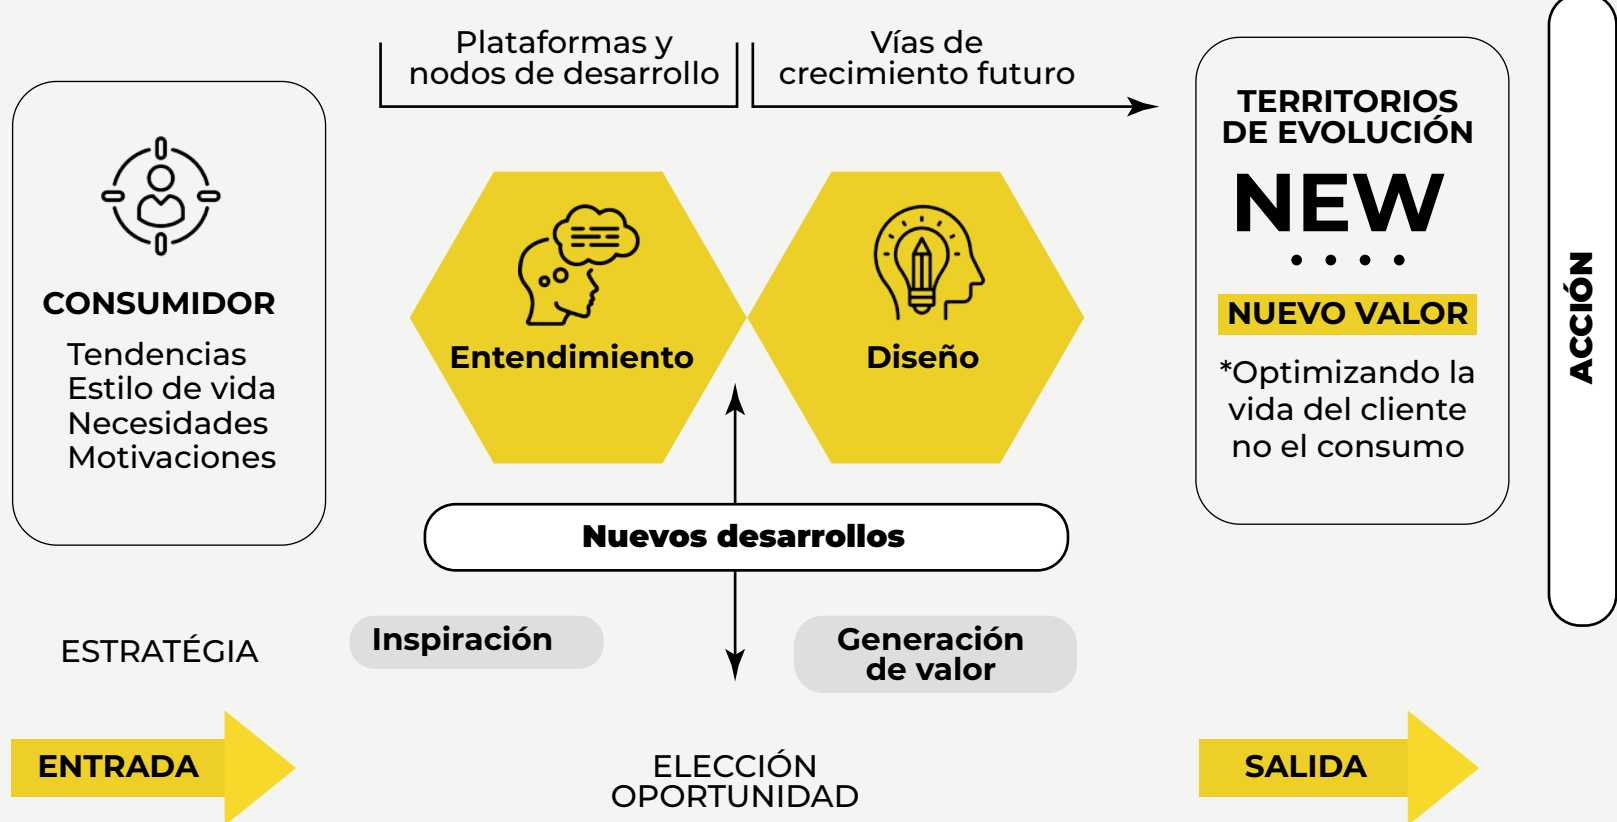 Plataformas y
nodos de desarrollo
Vías de
crecimiento futuro
CONSUMIDOR
Tendencias
Estilo de vida
Necesidades
Motivaciones
Entendimiento
Diseño
TERRITORIOS
DE EVOLUCIÓN
NEW
....
NUEVO VALOR
*Optimizando la
vida del cliente
no el consumo
ACCIÓN
Nuevos desarrollos
ESTRATÉGIA
Inspiración
Generación
de valor
ENTRADA
ELECCIÓN
OPORTUNIDAD
SALIDA